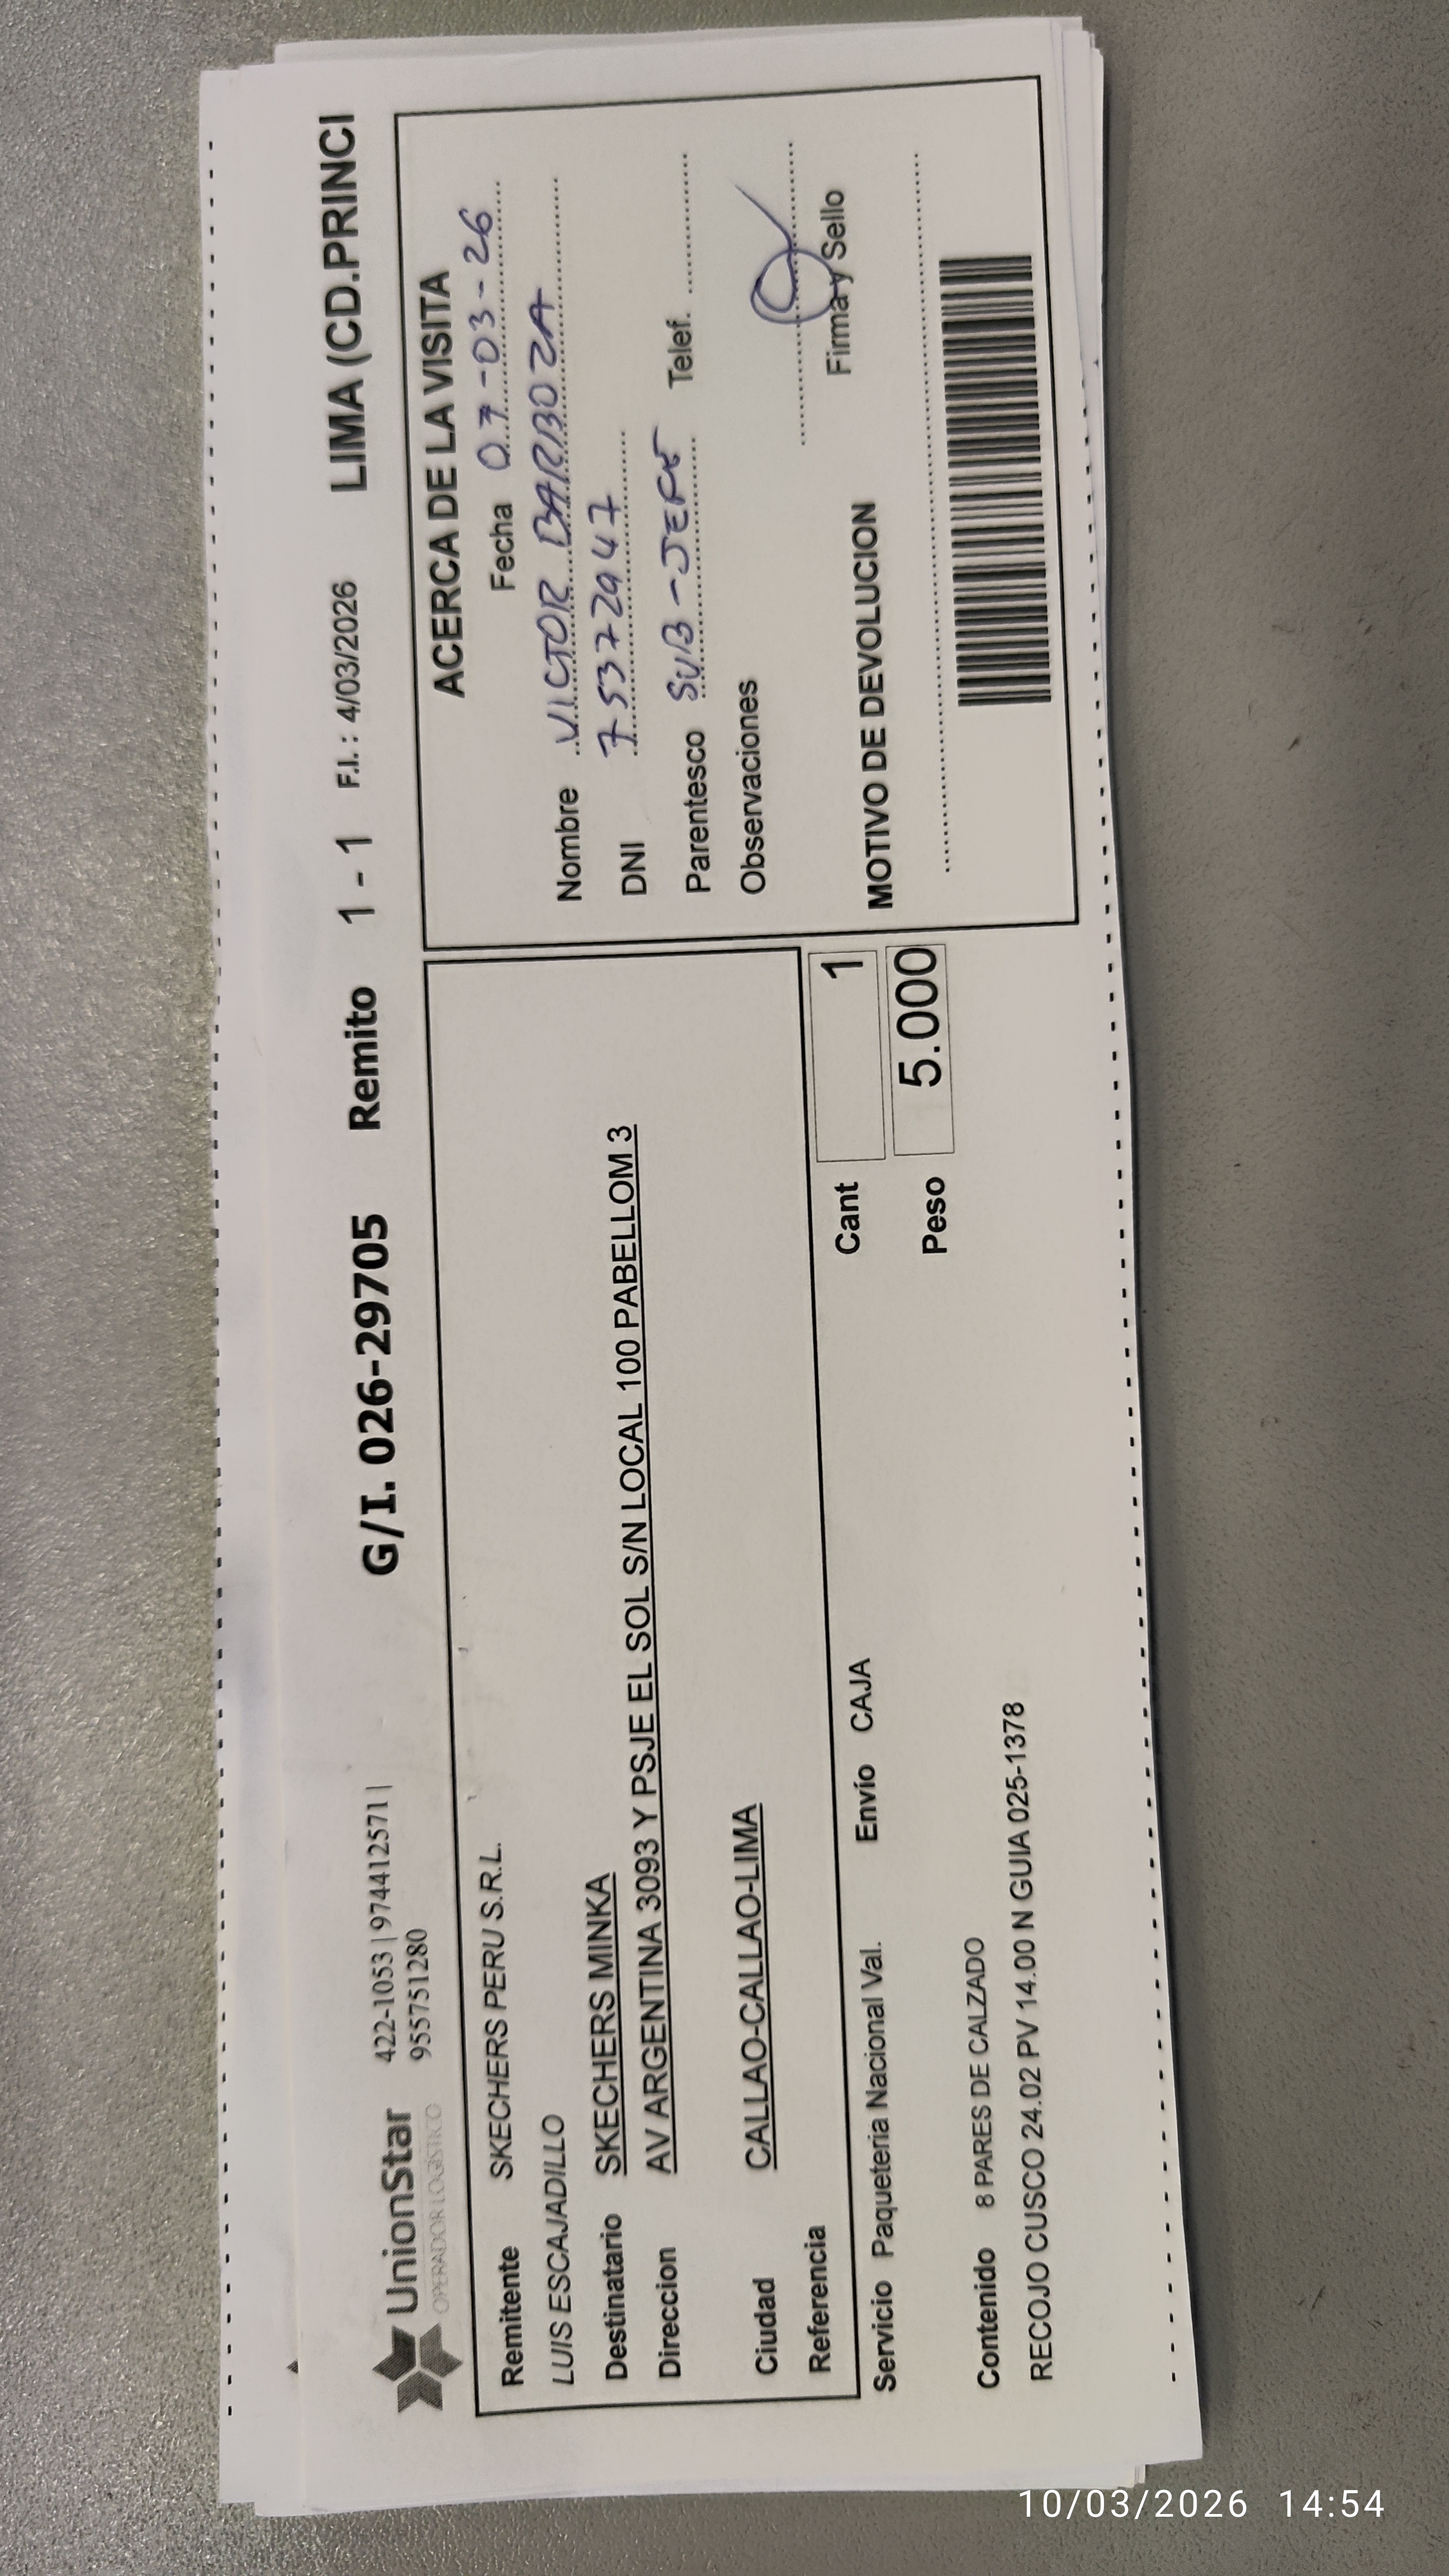 UnionStar
OPERADOR LOGISTICO
422-1053 | 974412571 |
955751280
G/I. 026-29705 Remito 1 - 1 F.I.: 4/03/2026 LIMA (CD.PRINCI
Remitente SKECHERS PERU S.R.L.
LUIS ESCAJADILLO
Destinatario SKECHERS MINKA
Direccion AV ARGENTINA 3093 Y PSJE EL SOL S/N LOCAL 100 PABELLOM 3
Ciudad CALLAO-CALLAO-LIMA
Referencia
Servicio Paqueteria Nacional Val. Envío CAJA Cant 1
Peso 5.000
Contenido 8 PARES DE CALZADO
RECOJO CUSCO 24.02 PV 14.00 N GUIA 025-1378
ACERCA DE LA VISITA
Fecha 07-03-26
Nombre VICTOR BARBOZA
DNI 75372947
Parentesco SUB-JEFE Telef.
Observaciones
Firma y Sello
MOTIVO DE DEVOLUCION
10/03/2026 14:54